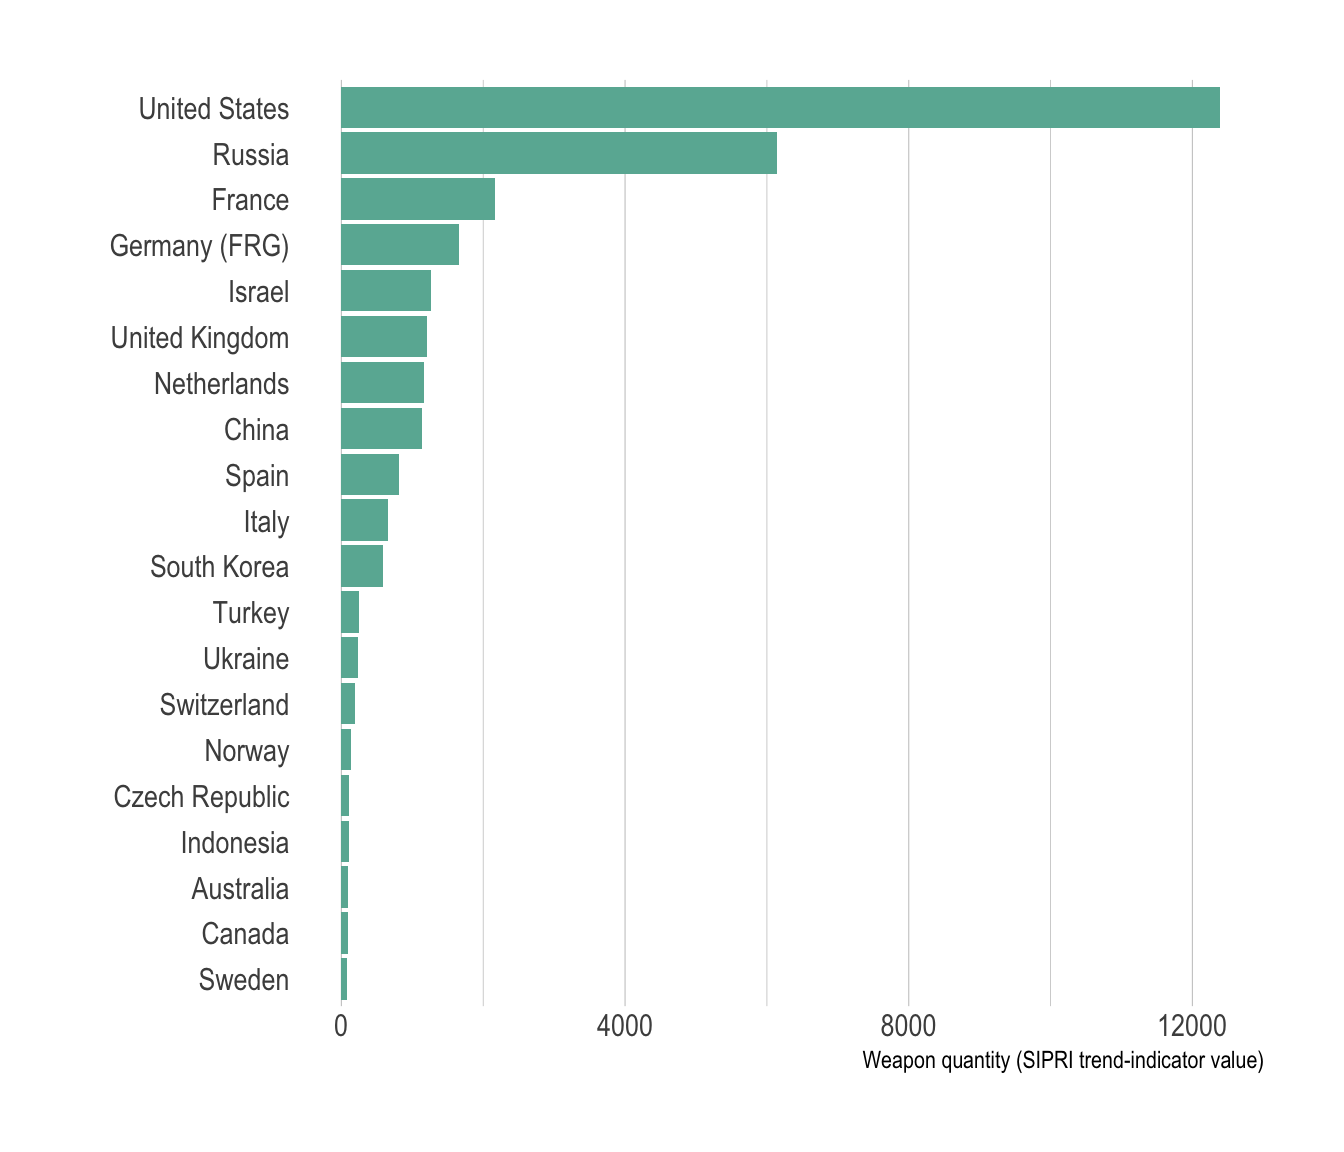 United States
Russia
France
Germany (FRG)
Israel
United Kingdom
Netherlands
China
Spain
Italy
South Korea
Turkey
Ukraine
Switzerland
Norway
Czech Republic
Indonesia
Australia
Canada
Sweden
0 4000 8000 12000
Weapon quantity (SIPRI trend-indicator value)